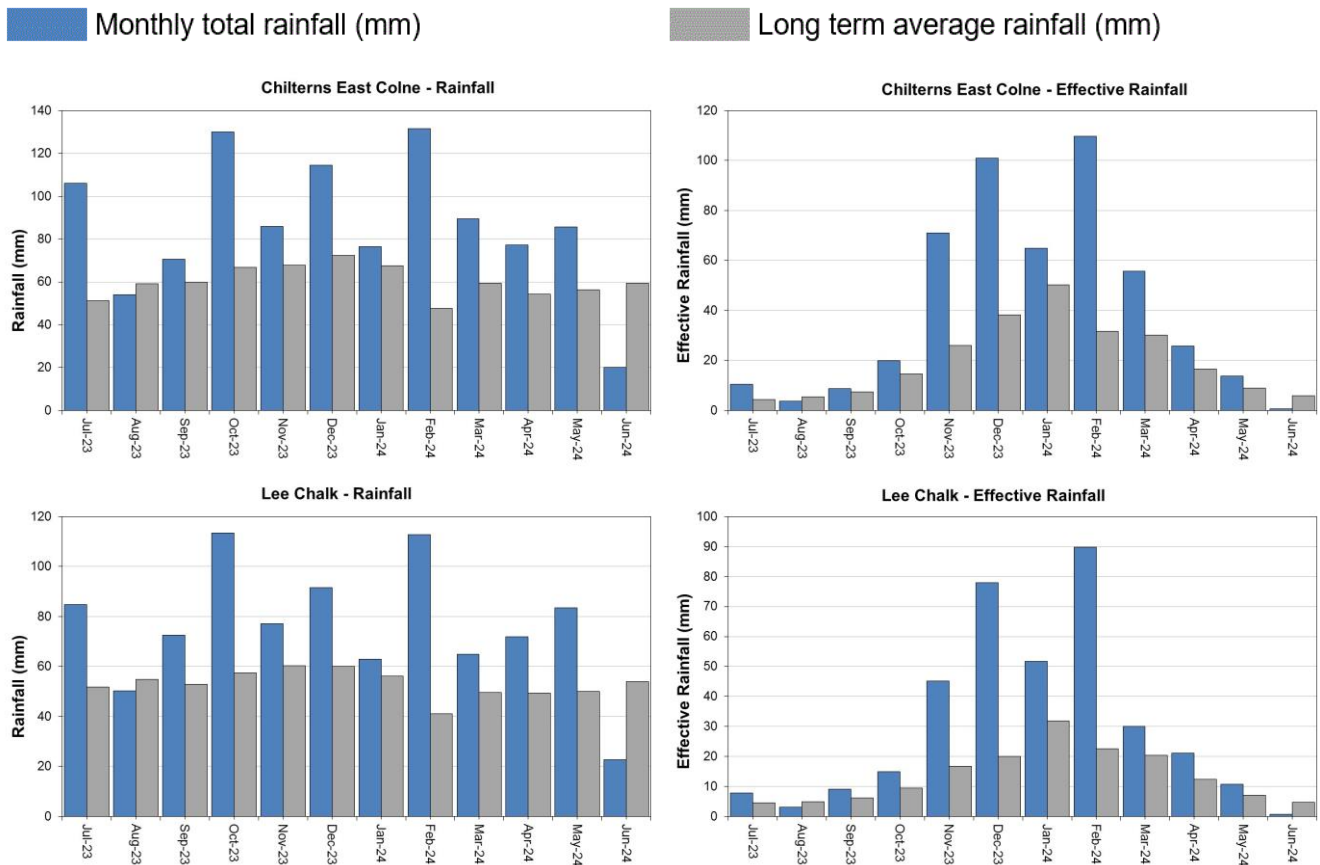 Monthly total rainfall (mm)
Long term average rainfall (mm)
Chilterns East Colne - Rainfall
Rainfall (mm)
140
120
100
80
60
40
20
0
Jul-23
Aug-23
Sep-23
Oct-23
Nov-23
Dec-23
Jan-24
Feb-24
Mar-24
Apr-24
May-24
Jun-24
Chilterns East Colne - Effective Rainfall
Effective Rainfall (mm)
120
100
80
60
40
20
0
Jul-23
Aug-23
Sep-23
Oct-23
Nov-23
Dec-23
Jan-24
Feb-24
Mar-24
Apr-24
May-24
Jun-24
Lee Chalk - Rainfall
Rainfall (mm)
120
100
80
60
40
20
0
Jul-23
Aug-23
Sep-23
Oct-23
Nov-23
Dec-23
Jan-24
Feb-24
Mar-24
Apr-24
May-24
Jun-24
Lee Chalk - Effective Rainfall
Effective Rainfall (mm)
100
90
80
70
60
50
40
30
20
10
0
Jul-23
Aug-23
Sep-23
Oct-23
Nov-23
Dec-23
Jan-24
Feb-24
Mar-24
Apr-24
May-24
Jun-24